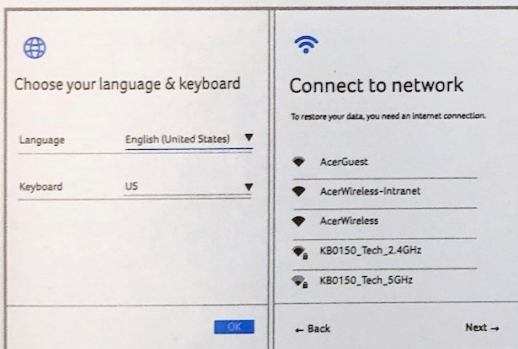 Choose your language & keyboard
Language English (United States)
Keyboard US
OK
Connect to network
To restore your data, you need an internet connection.
AcerGuest
AcerWireless-Intranet
AcerWireless
KB0150_Tech_2.4GHz
KB0150_Tech_5GHz
← Back Next →